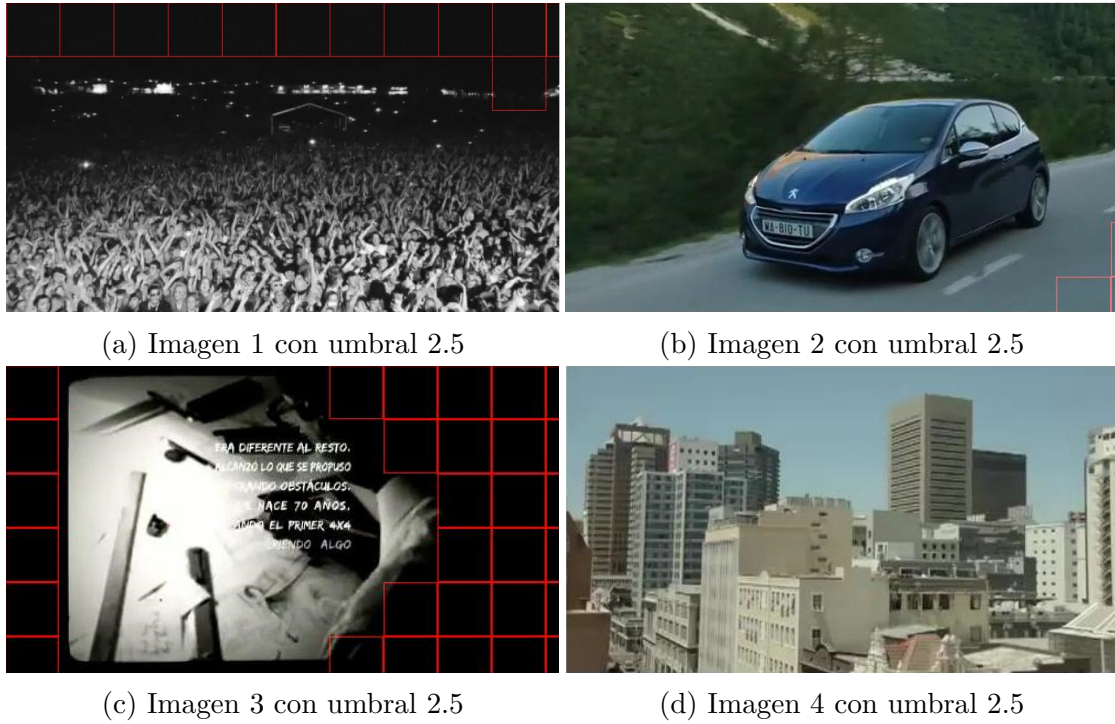 WA-810-TU
(a) Imagen 1 con umbral 2.5
(b) Imagen 2 con umbral 2.5
ERA DIFERENTE AL RESTO.
ALCANZÓ LO QUE SE PROPUSO
OBSTÁCULOS.
HACE 70 AÑOS.
EL PRIMER 4X4
ALGO
(c) Imagen 3 con umbral 2.5
(d) Imagen 4 con umbral 2.5